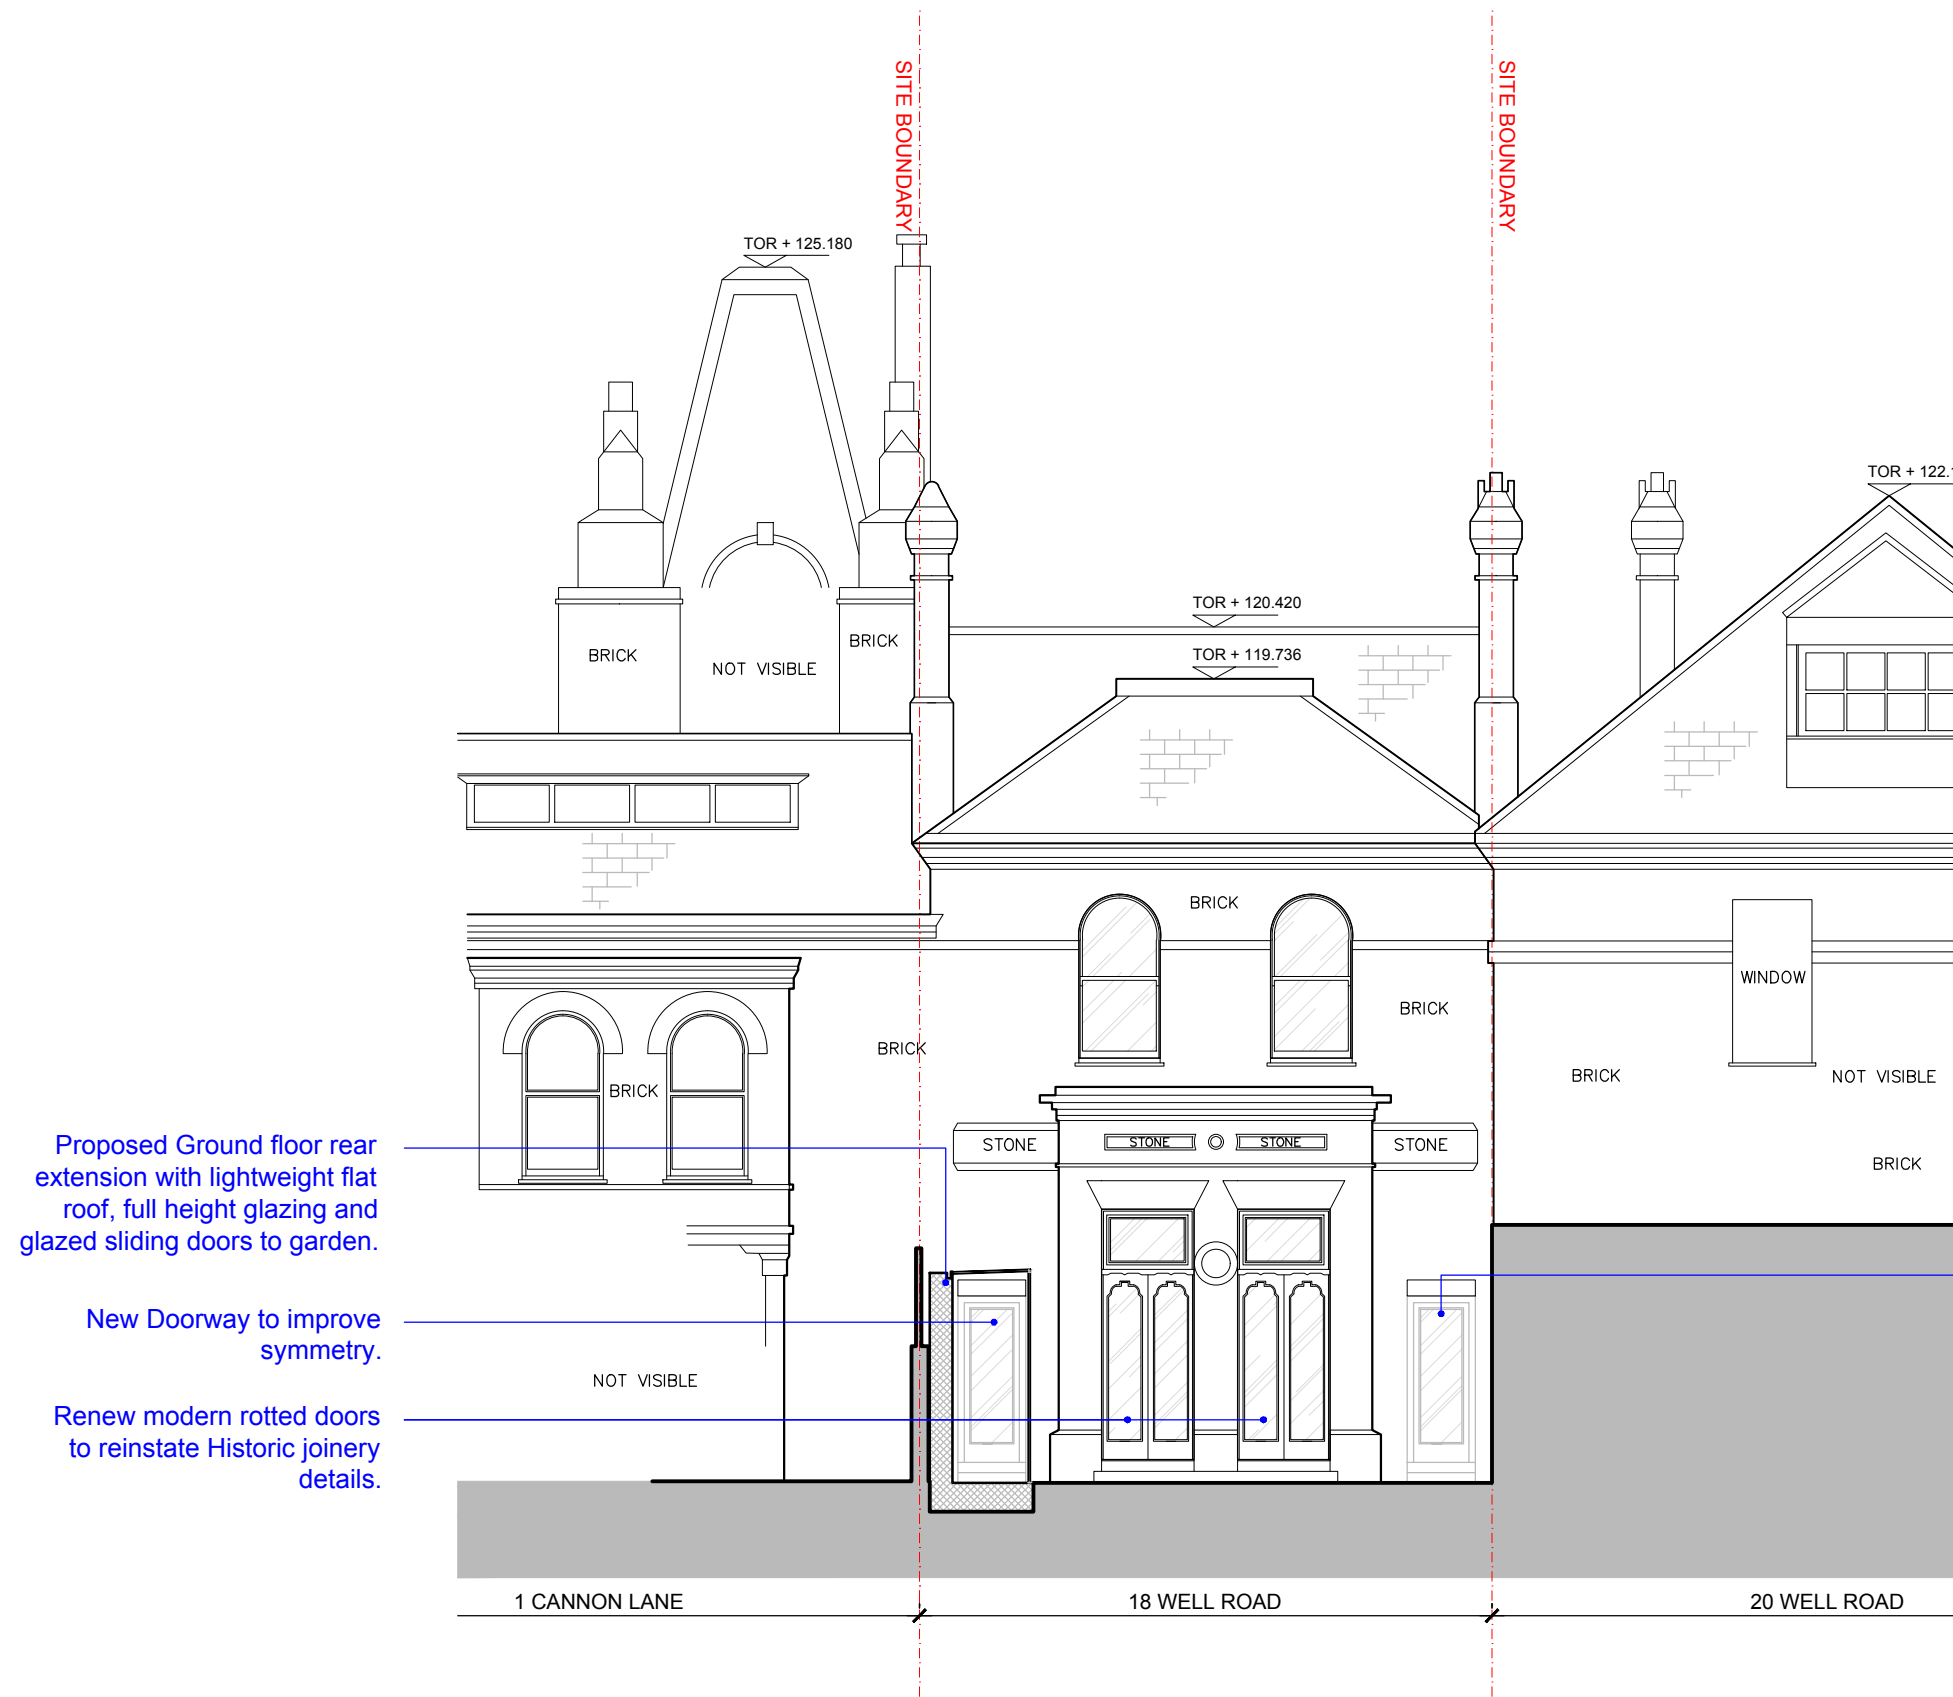 SITE BOUNDARY
SITE BOUNDARY
TOR + 125.180
TOR + 122.
TOR + 120.420
TOR + 119.736
BRICK
NOT VISIBLE
BRICK
BRICK
WINDOW
BRICK
BRICK
BRICK
BRICK
NOT VISIBLE
BRICK
STONE
STONE
STONE
STONE
BRICK
Proposed Ground floor rear
extension with lightweight flat
roof, full height glazing and
glazed sliding doors to garden.
New Doorway to improve
symmetry.
NOT VISIBLE
Renew modern rotted doors
to reinstate Historic joinery
details.
1 CANNON LANE
18 WELL ROAD
20 WELL ROAD